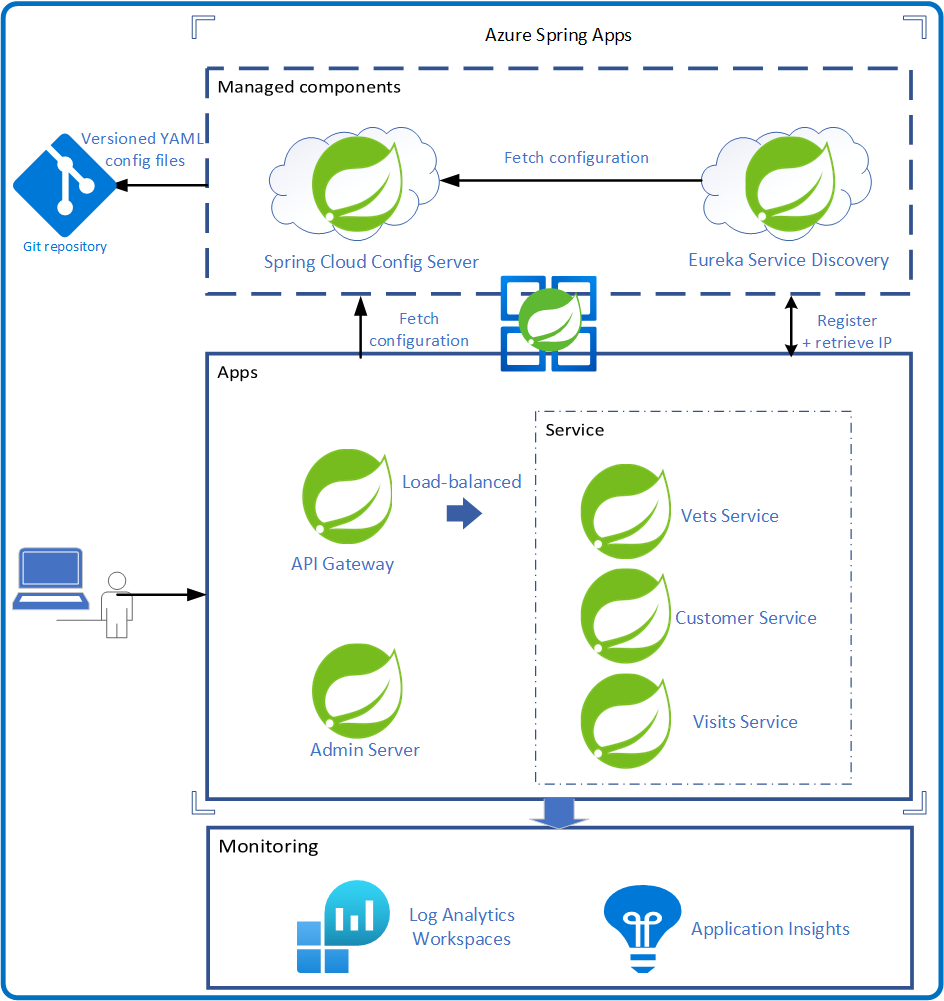 Azure Spring Apps
Managed components
Versioned YAML
config files
Fetch configuration
Git repository
Spring Cloud Config Server
Eureka Service Discovery
Fetch
configuration
Register
+ retrieve IP
Apps
Service
Load-balanced
Vets Service
API Gateway
Customer Service
Visits Service
Admin Server
Monitoring
Log Analytics
Workspaces
Application Insights